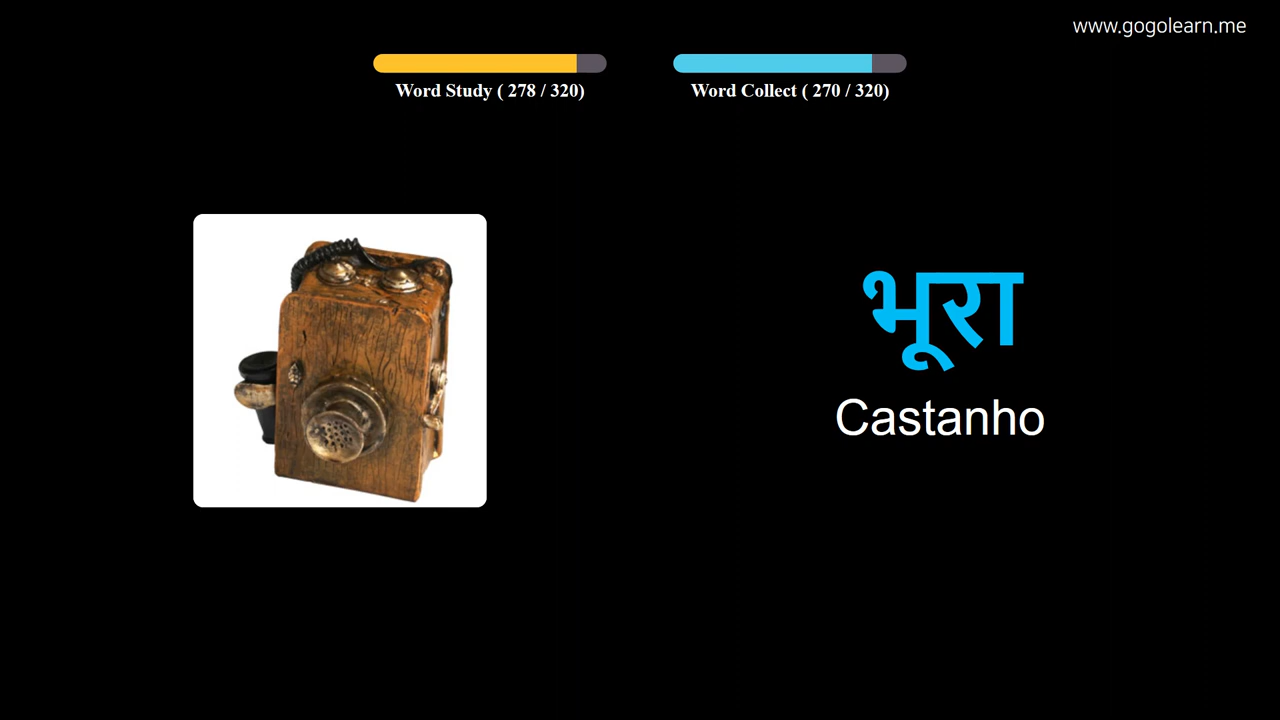 www.gogolearn.me
Word Study ( 278 / 320)
Word Collect ( 270 / 320)
भूरा
Castanho